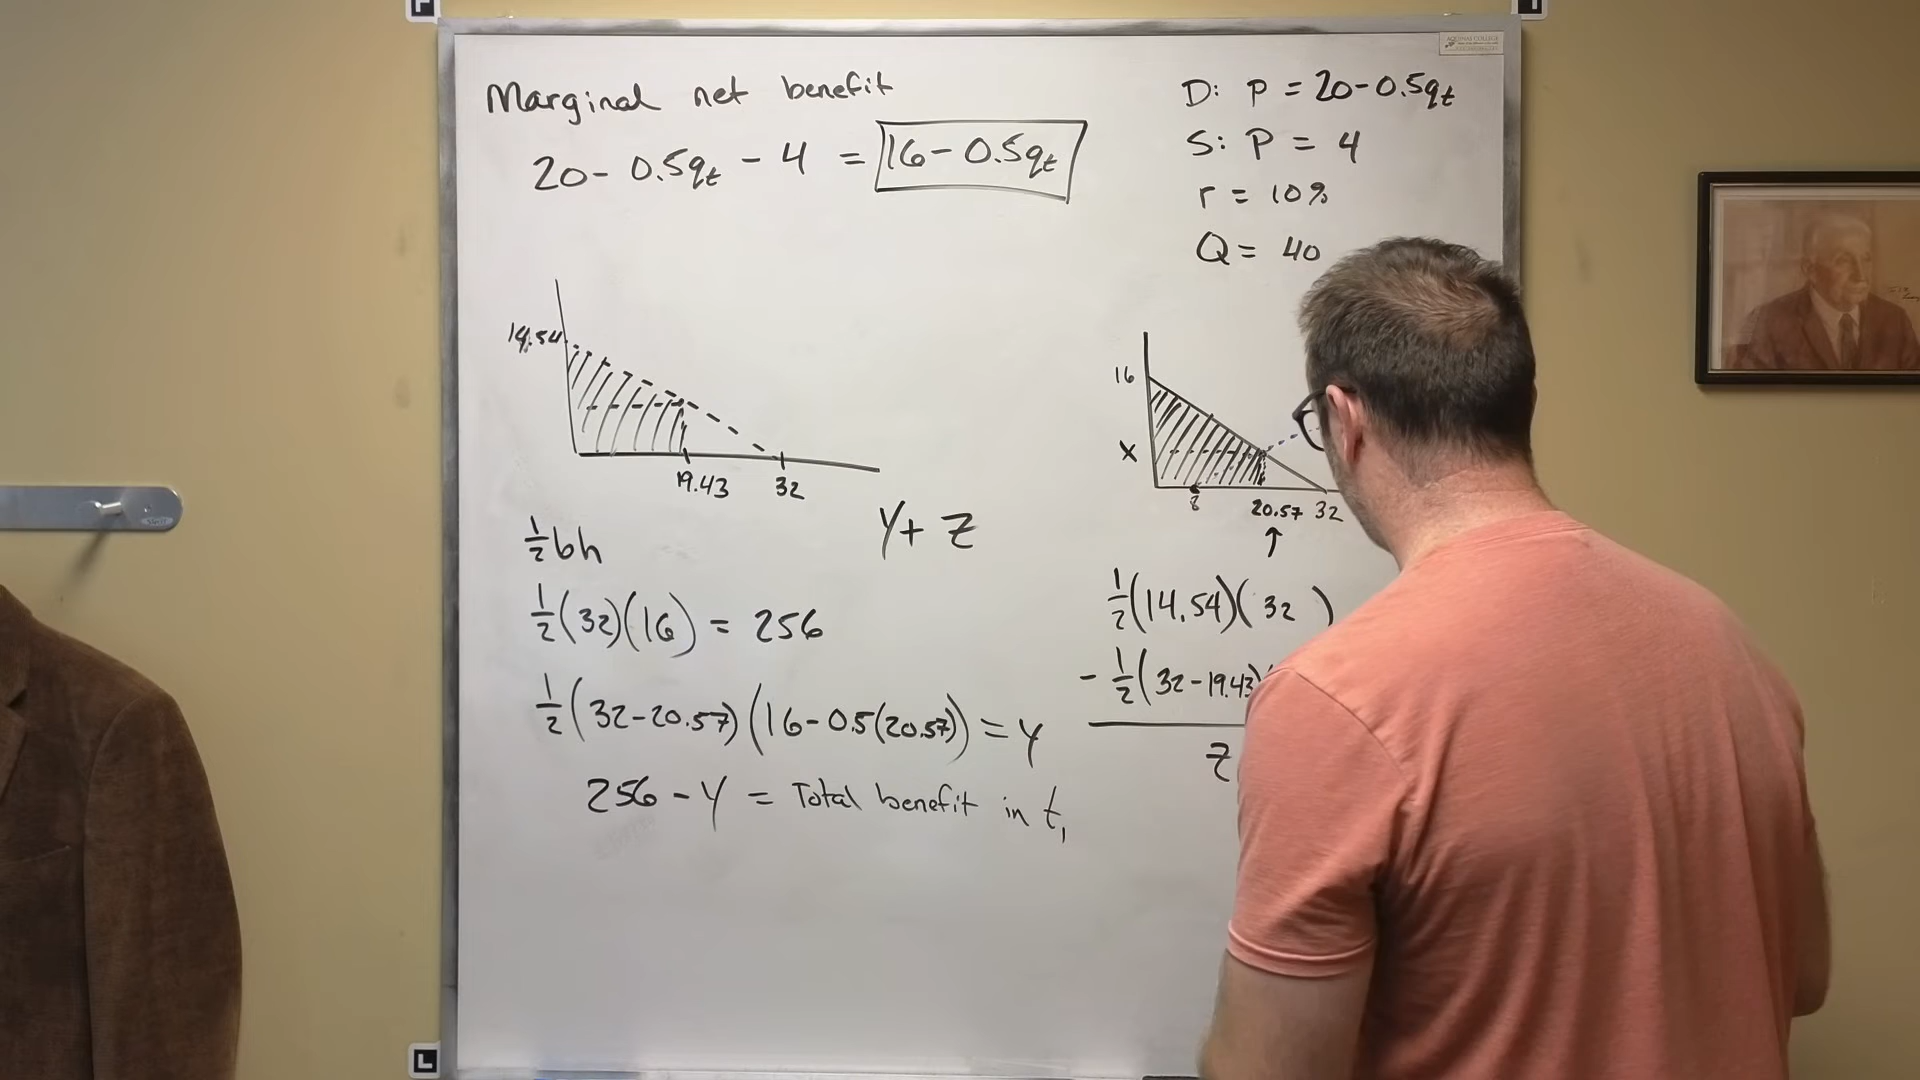 Marginal net benefit
20 - 0.5qt - 4 = 16 - 0.5qt
D: P = 20 - 0.5qt
S: P = 4
r = 10%
Q = 40
14.54
19.43 32
16
X
8 20.57 32
↑
Y + Z
½bh
½(32)(16) = 256
½(32-20.57)(16-0.5(20.57)) = Y
256 - Y = Total benefit in t₁
½(14.54)(32)
- ½(32-19.43)(
Z
AQUINAS COLLEGE